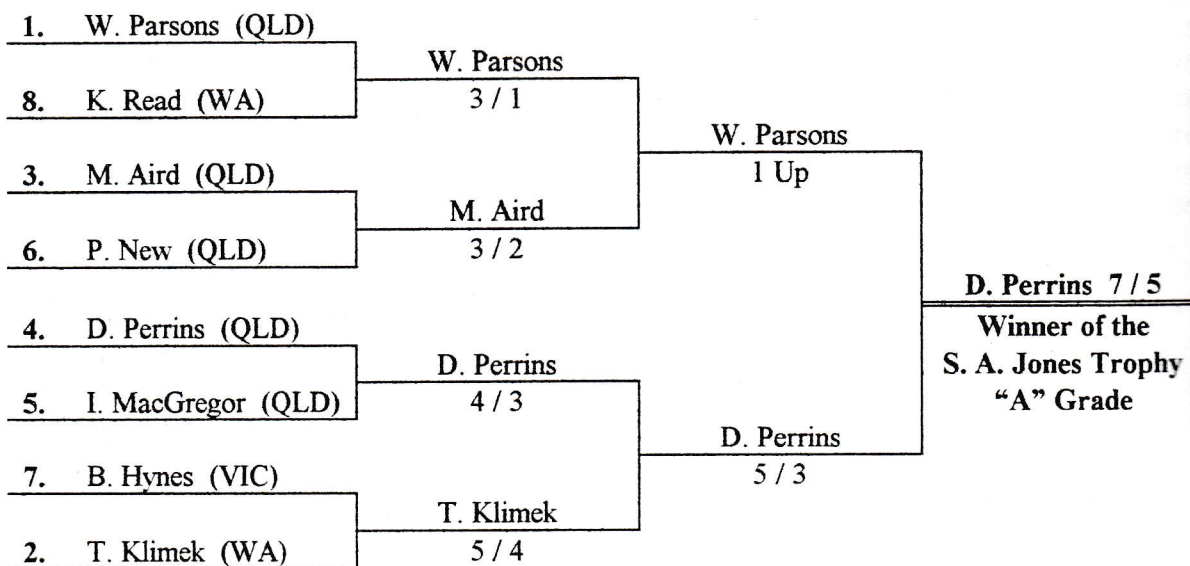 1. W. Parsons (QLD)
8. K. Read (WA)
3. M. Aird (QLD)
6. P. New (QLD)
4. D. Perrins (QLD)
5. I. MacGregor (QLD)
7. B. Hynes (VIC)
2. T. Klimek (WA)
W. Parsons
3 / 1
M. Aird
3 / 2
D. Perrins
4 / 3
T. Klimek
5 / 4
W. Parsons
1 Up
D. Perrins
5 / 3
D. Perrins 7 / 5
Winner of the
S. A. Jones Trophy
“A” Grade